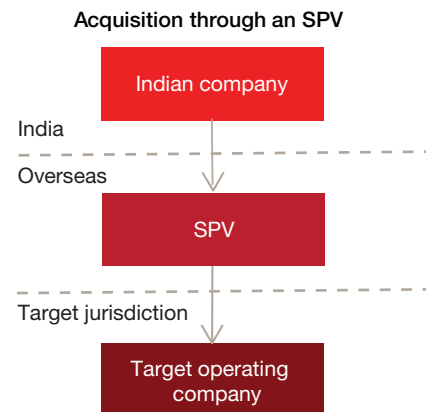 Acquisition through an SPV
Indian company
India
Overseas
SPV
Target jurisdiction
Target operating
company